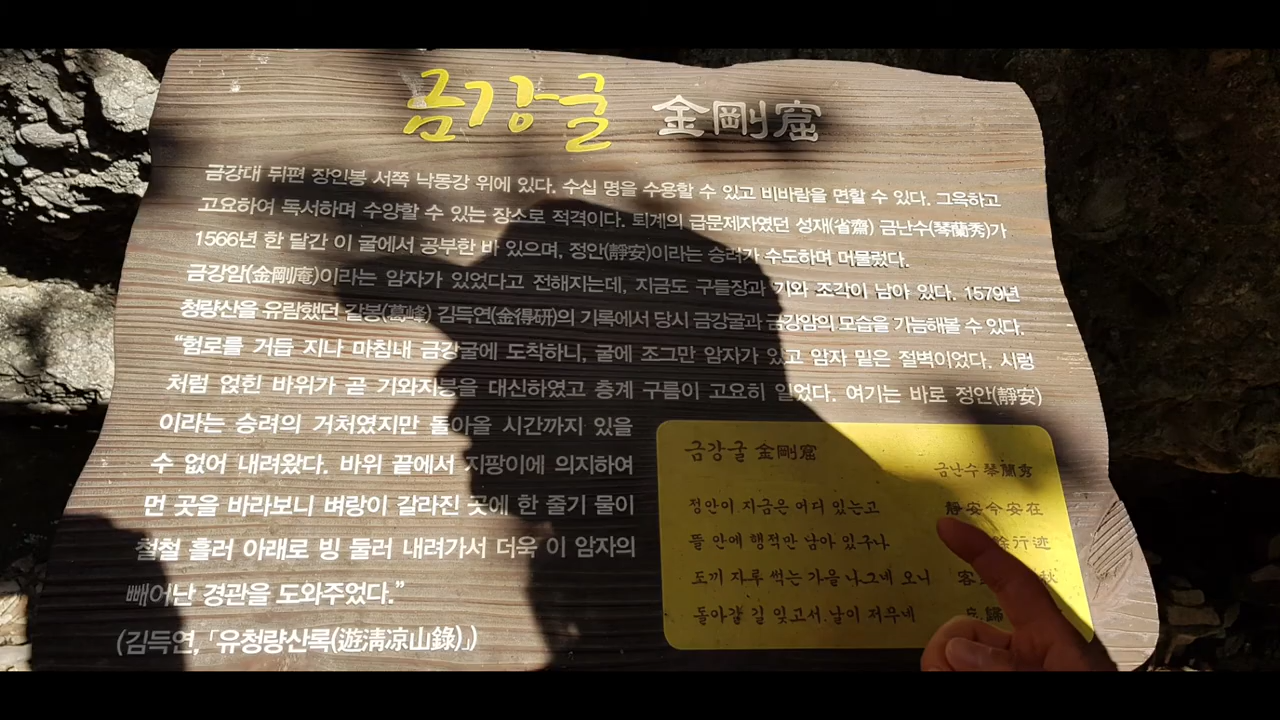 금강굴 金剛窟
금강대 뒤편 장인봉 서쪽 낙동강 위에 있다. 수십 명을 수용할 수 있고 비바람을 면할 수 있다. 그윽하고
고요하여 독서하며 수양할 수 있는 장소로 적격이다. 퇴계의 급문제자였던 성재(省齋) 금난수(琴蘭秀)가
1566년 한 달간 이 굴에서 공부한 바 있으며, 정안(靜安)이라는 승려가 수도하며 머물렀다.
금강암(金剛庵)이라는 암자가 있었다고 전해지는데, 지금도 구들장과 기와 조각이 남아 있다. 1579년
청량산을 유람했던 갈봉(葛峰) 김득연(金得硏)의 기록에서 당시 금강굴과 금강암의 모습을 가늠해볼 수 있다.
“험로를 거듭 지나 마침내 금강굴에 도착하니, 굴에 조그만 암자가 있고 암자 밑은 절벽이었다. 시렁
처럼 얹힌 바위가 곧 기와지붕을 대신하였고 층계 구름이 고요히 일었다. 여기는 바로 정안(靜安)
이라는 승려의 거처였지만 돌아올 시간까지 있을
수 없어 내려왔다. 바위 끝에서 지팡이에 의지하여
먼 곳을 바라보니 벼랑이 갈라진 곳에 한 줄기 물이
철철 흘러 아래로 빙 둘러 내려가서 더욱 이 암자의
빼어난 경관을 도와주었다.”
(김득연, 「유청량산록(遊淸凉山錄)」)
금강굴 金剛窟
금난수 琴蘭秀
정안이 지금은 어디 있는고 靜安今安在
뜰 안에 행적만 남아 있구나 餘行迹
도끼 자루 썩는 가을 나그네 오니 客 秋
돌아갈 길 잊고서 날이 저무네 歸